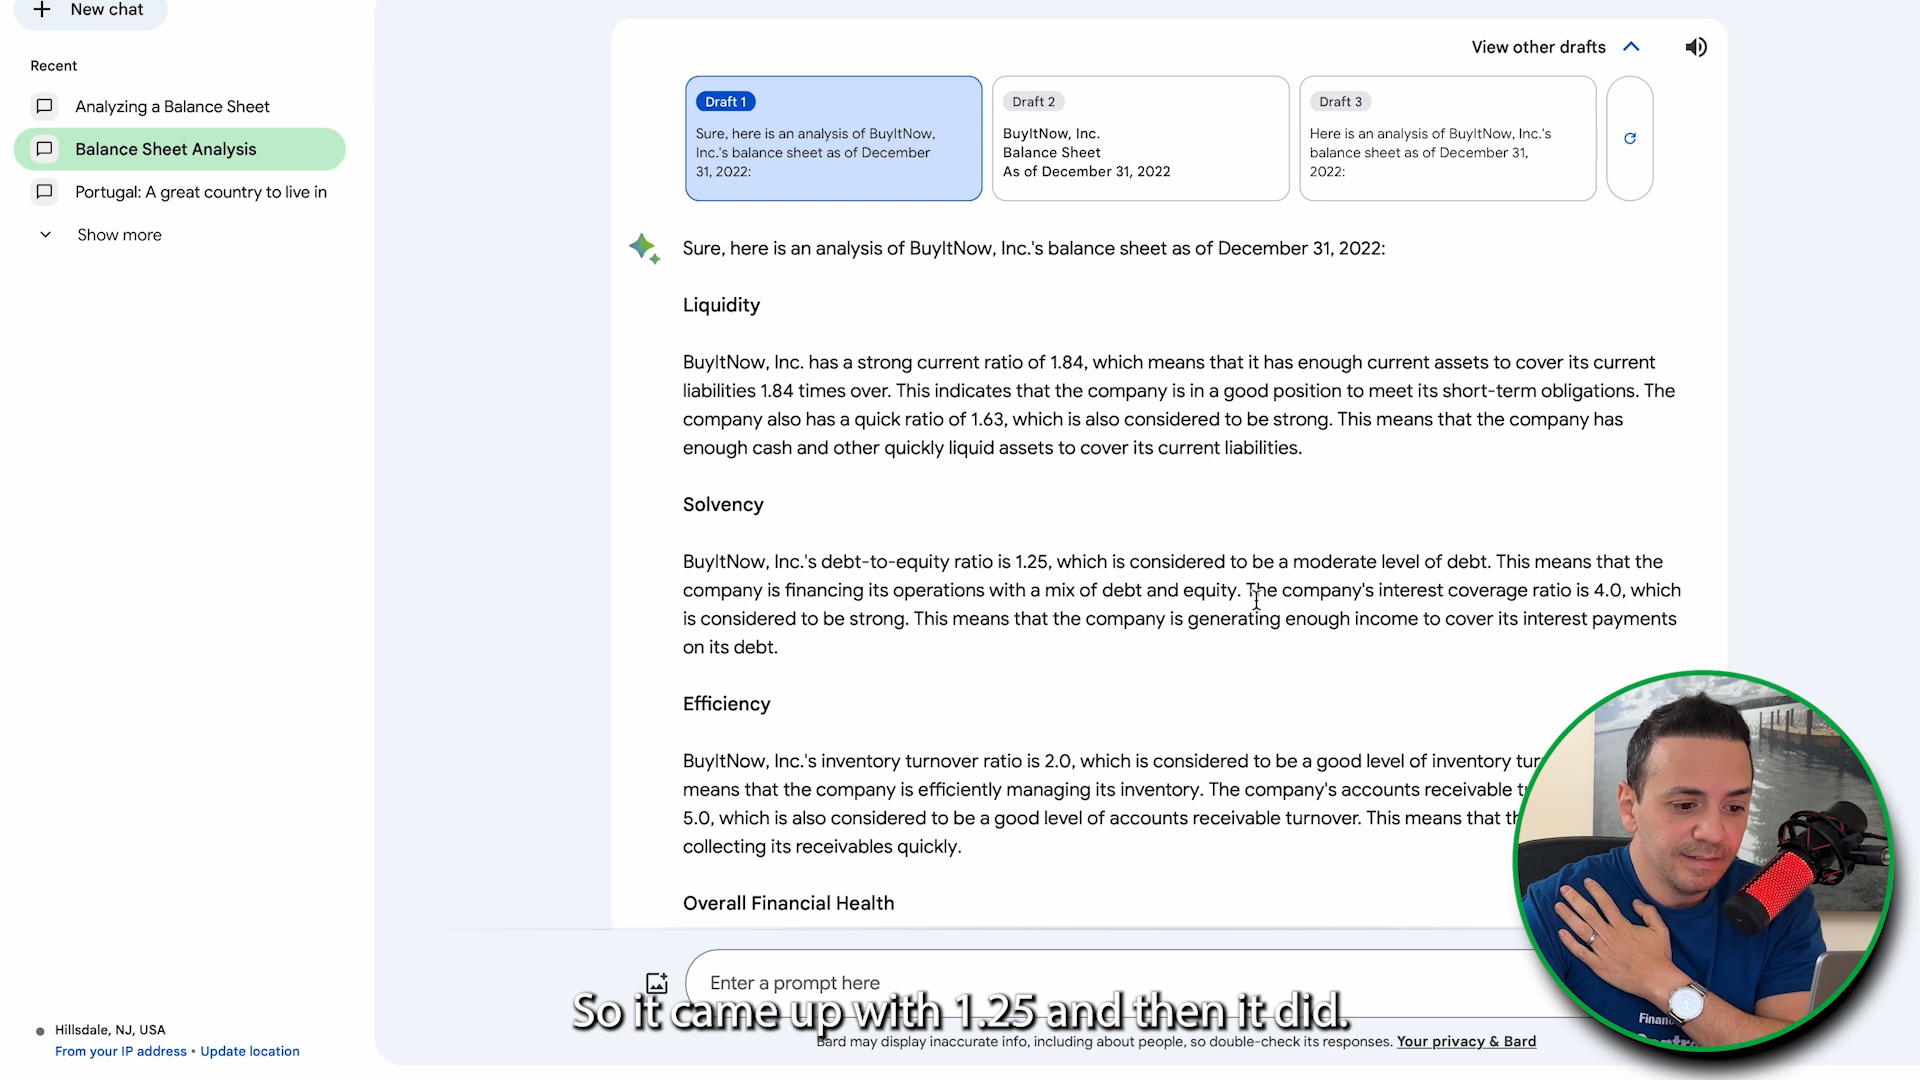 New chat
Recent
Analyzing a Balance Sheet
Balance Sheet Analysis
Portugal: A great country to live in
Show more
View other drafts
Draft 1
Sure, here is an analysis of BuyItNow,
Inc.'s balance sheet as of December
31, 2022:
Draft 2
BuyItNow, Inc.
Balance Sheet
As of December 31, 2022
Draft 3
Here is an analysis of BuyItNow, Inc.'s
balance sheet as of December 31,
2022:
Sure, here is an analysis of BuyItNow, Inc.'s balance sheet as of December 31, 2022:
Liquidity
BuyItNow, Inc. has a strong current ratio of 1.84, which means that it has enough current assets to cover its current
liabilities 1.84 times over. This indicates that the company is in a good position to meet its short-term obligations. The
company also has a quick ratio of 1.63, which is also considered to be strong. This means that the company has
enough cash and other quickly liquid assets to cover its current liabilities.
Solvency
BuyItNow, Inc.'s debt-to-equity ratio is 1.25, which is considered to be a moderate level of debt. This means that the
company is financing its operations with a mix of debt and equity. The company's interest coverage ratio is 4.0, which
is considered to be strong. This means that the company is generating enough income to cover its interest payments
on its debt.
Efficiency
BuyItNow, Inc.'s inventory turnover ratio is 2.0, which is considered to be a good level of inventory
means that the company is efficiently managing its inventory. The company's accounts receivable
5.0, which is also considered to be a good level of accounts receivable turnover. This means that
collecting its receivables quickly.
Overall Financial Health
Enter a prompt here
So it came up with 1.25 and then it did.
Bard may display inaccurate info, including about people, so double-check its responses. Your privacy & Bard
Hillsdale, NJ, USA
From your IP address • Update location